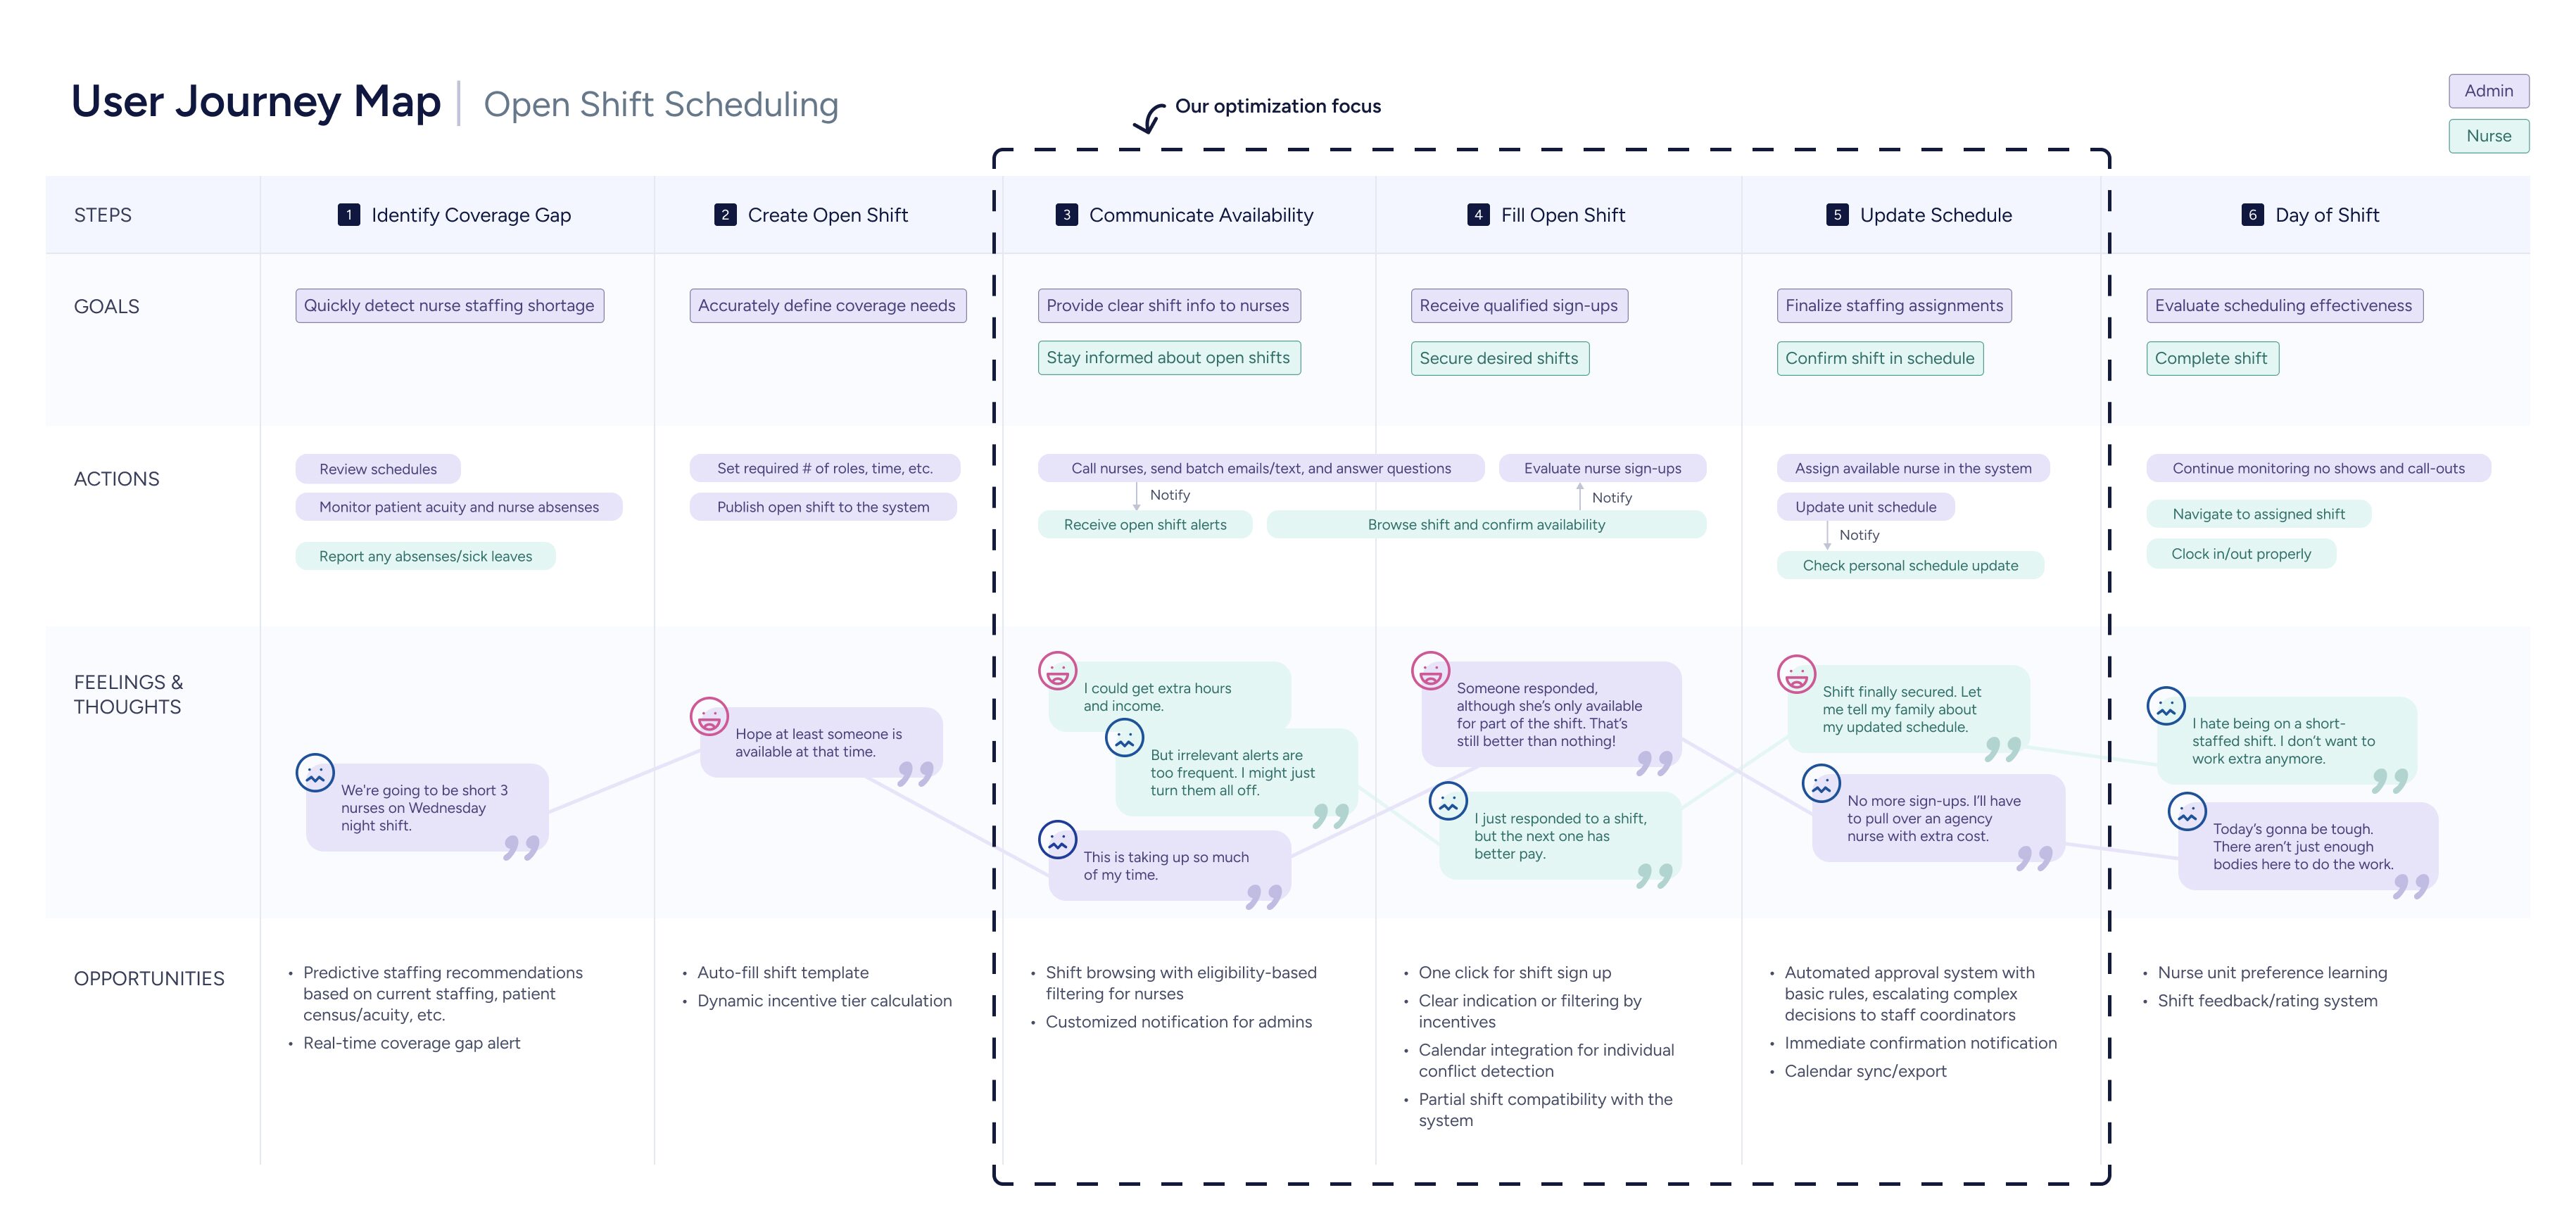 User Journey Map
Open Shift Scheduling
Our optimization focus
Admin
Nurse
STEPS
1 Identify Coverage Gap
2 Create Open Shift
3 Communicate Availability
4 Fill Open Shift
5 Update Schedule
6 Day of Shift
GOALS
Quickly detect nurse staffing shortage
Accurately define coverage needs
Provide clear shift info to nurses
Stay informed about open shifts
Receive qualified sign-ups
Secure desired shifts
Finalize staffing assignments
Confirm shift in schedule
Evaluate scheduling effectiveness
Complete shift
ACTIONS
Review schedules
Monitor patient acuity and nurse absenses
Report any absenses/sick leaves
Set required # of roles, time, etc.
Publish open shift to the system
Call nurses, send batch emails/text, and answer questions
Notify
Receive open shift alerts
Evaluate nurse sign-ups
Notify
Browse shift and confirm availability
Assign available nurse in the system
Update unit schedule
Notify
Check personal schedule update
Continue monitoring no shows and call-outs
Navigate to assigned shift
Clock in/out properly
FEELINGS &
THOUGHTS
We're going to be short 3
nurses on Wednesday
night shift.
Hope at least someone is
available at that time.
I could get extra hours
and income.
But irrelevant alerts are
too frequent. I might just
turn them all off.
This is taking up so much
of my time.
Someone responded,
although she's only available
for part of the shift. That's
still better than nothing!
I just responded to a shift,
but the next one has
better pay.
Shift finally secured. Let
me tell my family about
my updated schedule.
No more sign-ups. I'll have
to pull over an agency
nurse with extra cost.
I hate being on a short-
staffed shift. I don't want to
work extra anymore.
Today's gonna be tough.
There aren't just enough
bodies here to do the work.
OPPORTUNITIES
• Predictive staffing recommendations
based on current staffing, patient
census/acuity, etc.
• Real-time coverage gap alert
• Auto-fill shift template
• Dynamic incentive tier calculation
• Shift browsing with eligibility-based
filtering for nurses
• Customized notification for admins
• One click for shift sign up
• Clear indication or filtering by
incentives
• Calendar integration for individual
conflict detection
• Partial shift compatibility with the
system
• Automated approval system with
basic rules, escalating complex
decisions to staff coordinators
• Immediate confirmation notification
• Calendar sync/export
• Nurse unit preference learning
• Shift feedback/rating system